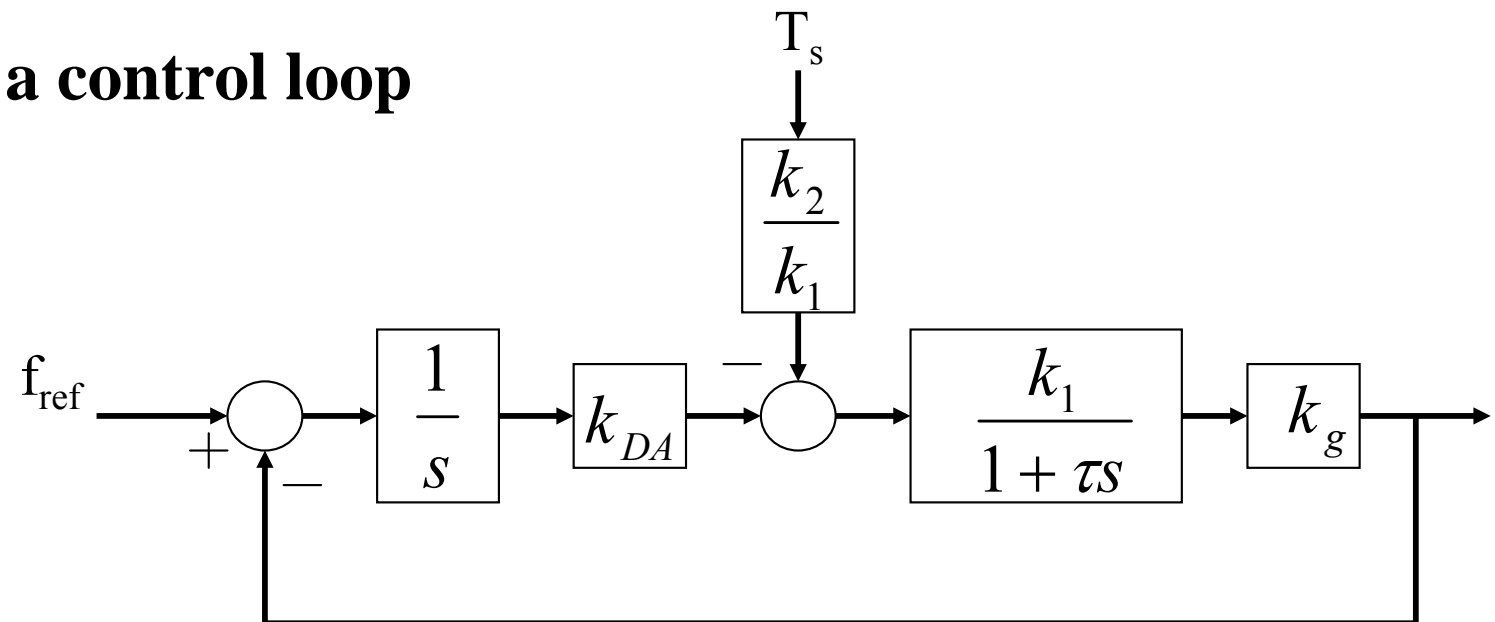 a control loop
T_s
k_2
k_1
−
f_ref
+
−
1
s
k_DA
k_1
1 + τs
k_g